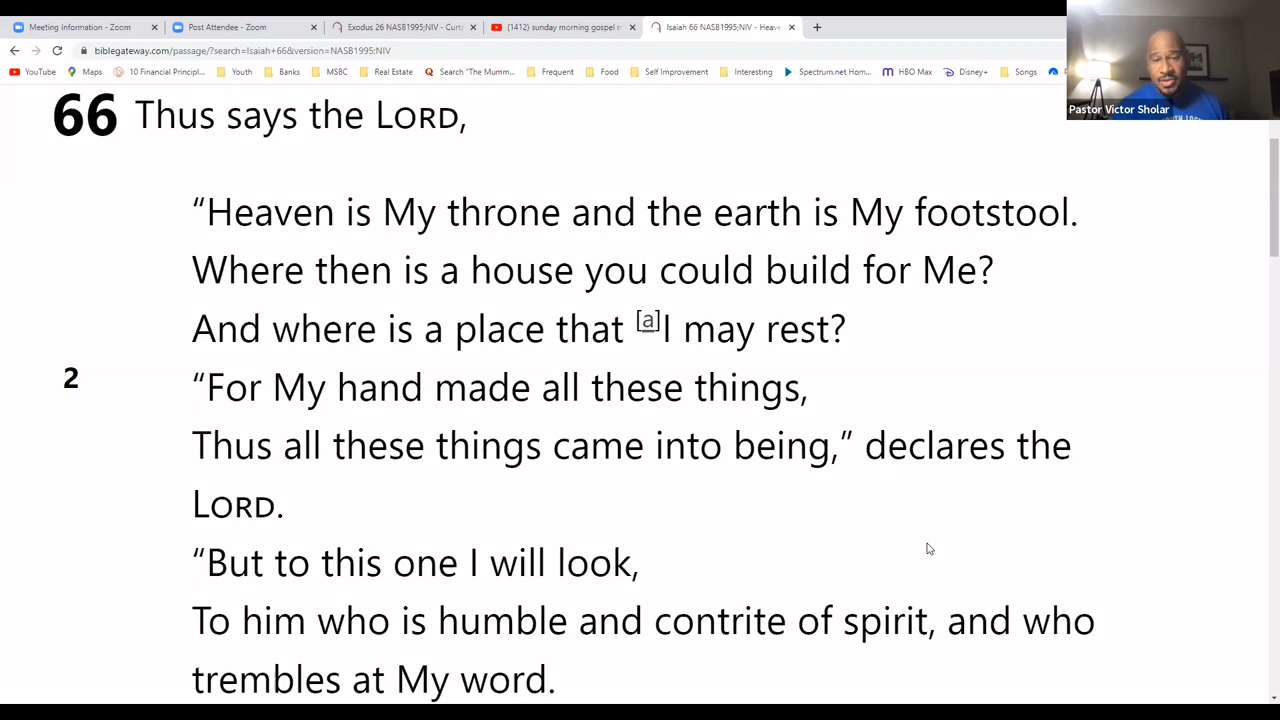 Meeting Information - Zoom
Post Attendee - Zoom
Exodus 26 NASB1995;NIV - Curta
(1412) sunday morning gospel m
Isaiah 66 NASB1995;NIV - Heave
biblegateway.com/passage/?search=Isaiah+66&version=NASB1995;NIV
YouTube Maps 10 Financial Principl... Youth Banks MSBC Real Estate Search "The Mumm... Frequent Food Self Improvement Interesting Spectrum.net Hom... HBO Max Disney+ Songs
Pastor Victor Sholar
66 Thus says the LORD,
“Heaven is My throne and the earth is My footstool.
Where then is a house you could build for Me?
And where is a place that [a]I may rest?
2 “For My hand made all these things,
Thus all these things came into being,” declares the
LORD.
“But to this one I will look,
To him who is humble and contrite of spirit, and who
trembles at My word.